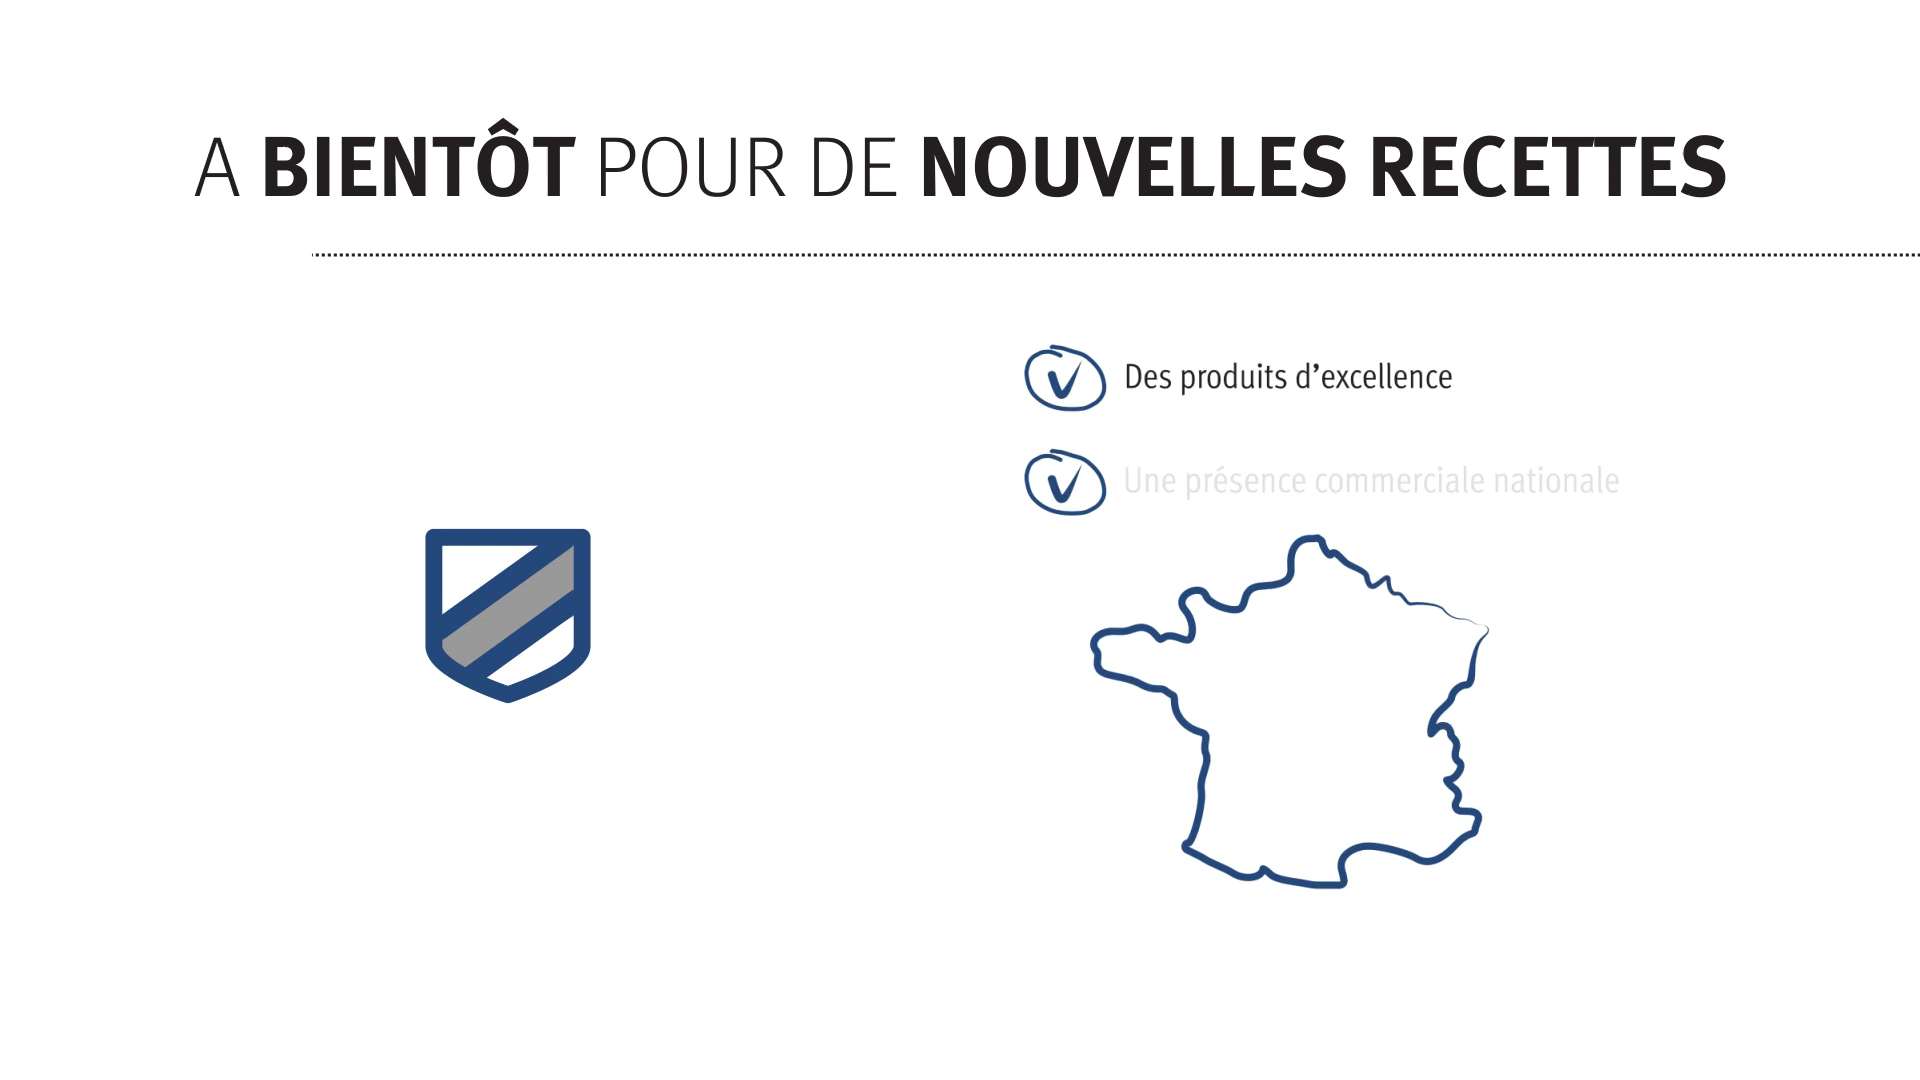 A BIENTÔT POUR DE NOUVELLES RECETTES
Des produits d’excellence
Une présence commerciale nationale